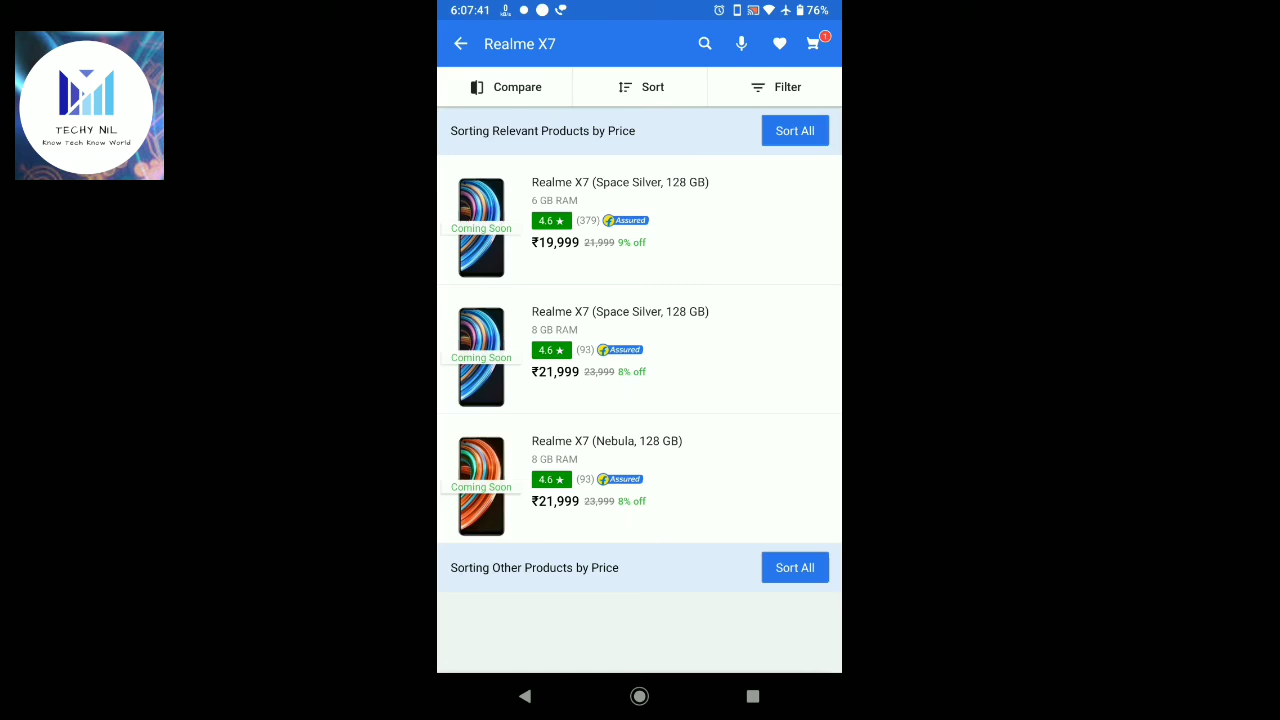 TECHY NiL
Know Tech Know World
6:07:41
76%
Realme X7
1
Compare
Sort
Filter
Sorting Relevant Products by Price
Sort All
Realme X7 (Space Silver, 128 GB)
6 GB RAM
4.6 ★ (379) Assured
₹19,999 21,999 9% off
Coming Soon
Realme X7 (Space Silver, 128 GB)
8 GB RAM
4.6 ★ (93) Assured
₹21,999 23,999 8% off
Coming Soon
Realme X7 (Nebula, 128 GB)
8 GB RAM
4.6 ★ (93) Assured
₹21,999 23,999 8% off
Coming Soon
Sorting Other Products by Price
Sort All